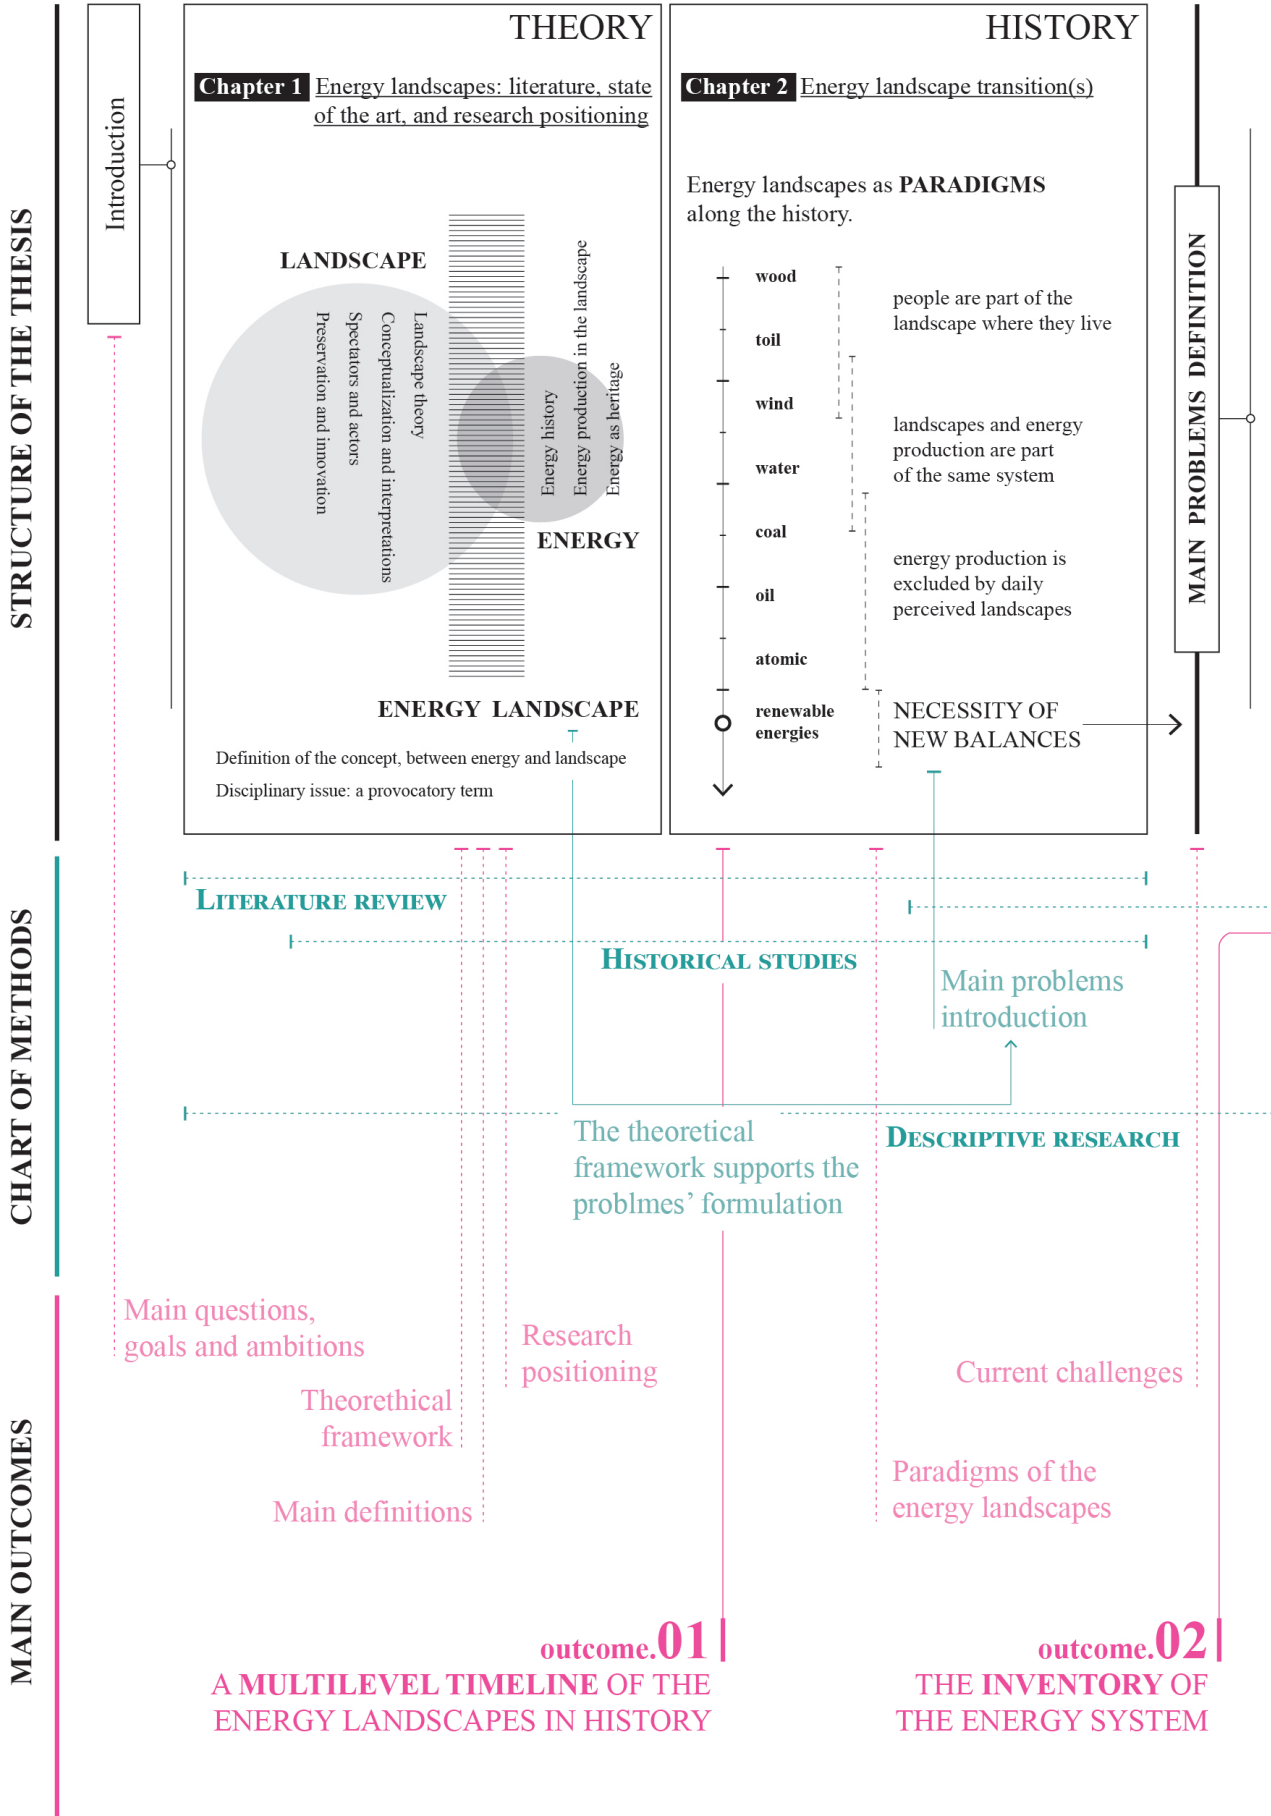 STRUCTURE OF THE THESIS
Introduction
THEORY
Chapter 1 Energy landscapes: literature, state
of the art, and research positioning
LANDSCAPE
Landscape theory
Conceptualization and interpretations
Spectators and actors
Preservation and innovation
Energy history
Energy production in the landscape
Energy as heritage
ENERGY
ENERGY LANDSCAPE
Definition of the concept, between energy and landscape
Disciplinary issue: a provocatory term
HISTORY
Chapter 2 Energy landscape transition(s)
Energy landscapes as PARADIGMS
along the history.
wood
toil
wind
water
coal
oil
atomic
renewable
energies
people are part of the
landscape where they live
landscapes and energy
production are part
of the same system
energy production is
excluded by daily
perceived landscapes
NECESSITY OF
NEW BALANCES
MAIN PROBLEMS DEFINITION
CHART OF METHODS
LITERATURE REVIEW
HISTORICAL STUDIES
Main problems
introduction
The theoretical
framework supports the
problmes’ formulation
DESCRIPTIVE RESEARCH
MAIN OUTCOMES
Main questions,
goals and ambitions
Theorethical
framework
Main definitions
Research
positioning
Current challenges
Paradigms of the
energy landscapes
outcome.01
A MULTILEVEL TIMELINE OF THE
ENERGY LANDSCAPES IN HISTORY
outcome.02
THE INVENTORY OF
THE ENERGY SYSTEM